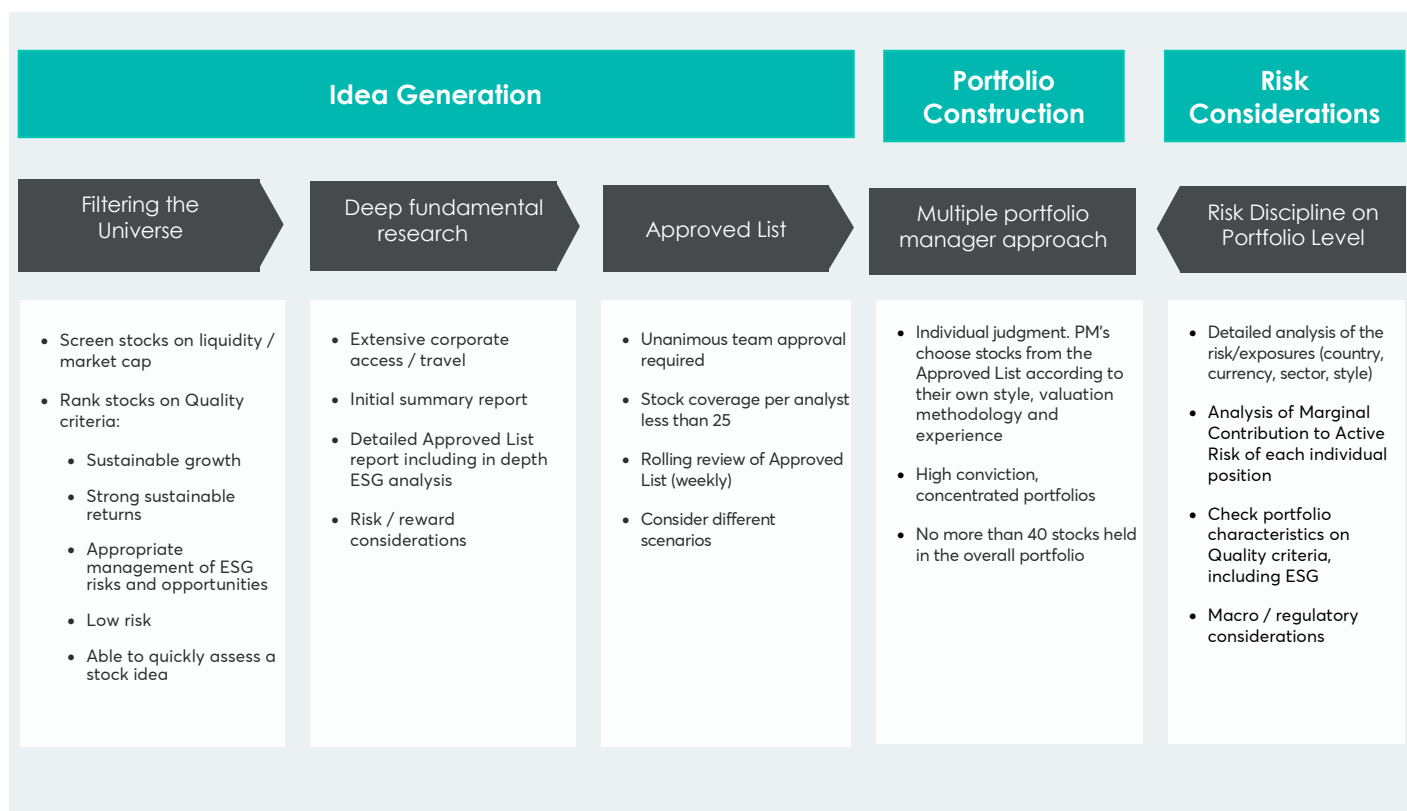 Idea Generation
Portfolio
Construction
Risk
Considerations
Filtering the
Universe
Deep fundamental
research
Approved List
Multiple portfolio
manager approach
Risk Discipline on
Portfolio Level
• Screen stocks on liquidity /
market cap
• Rank stocks on Quality
criteria:
• Sustainable growth
• Strong sustainable
returns
• Appropriate
management of ESG
risks and opportunities
• Low risk
• Able to quickly assess a
stock idea
• Extensive corporate
access / travel
• Initial summary report
• Detailed Approved List
report including in depth
ESG analysis
• Risk / reward
considerations
• Unanimous team approval
required
• Stock coverage per analyst
less than 25
• Rolling review of Approved
List (weekly)
• Consider different
scenarios
• Individual judgment. PM's
choose stocks from the
Approved List according to
their own style, valuation
methodology and
experience
• High conviction,
concentrated portfolios
• No more than 40 stocks held
in the overall portfolio
• Detailed analysis of the
risk/exposures (country,
currency, sector, style)
• Analysis of Marginal
Contribution to Active
Risk of each individual
position
• Check portfolio
characteristics on
Quality criteria,
including ESG
• Macro / regulatory
considerations